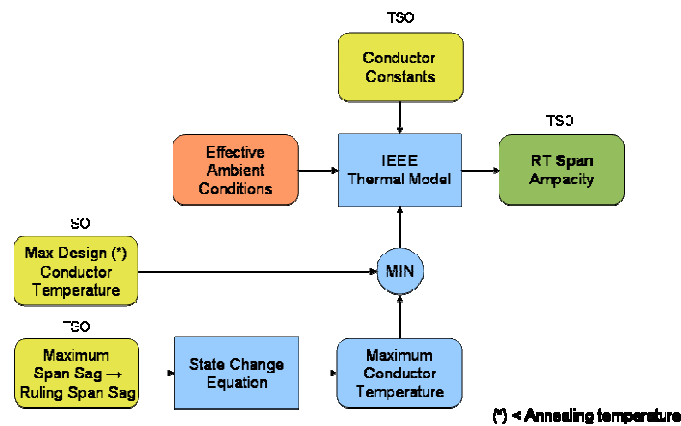 TSO
Conductor
Constants
TSO
Effective
Ambient
Conditions
IEEE
Thermal Model
RT Span
Ampacity
SO
Max Design (*)
Conductor
Temperature
MIN
TSO
Maximum
Span Sag →
Ruling Span Sag
State Change
Equation
Maximum
Conductor
Temperature
(*) < Annealing temperature